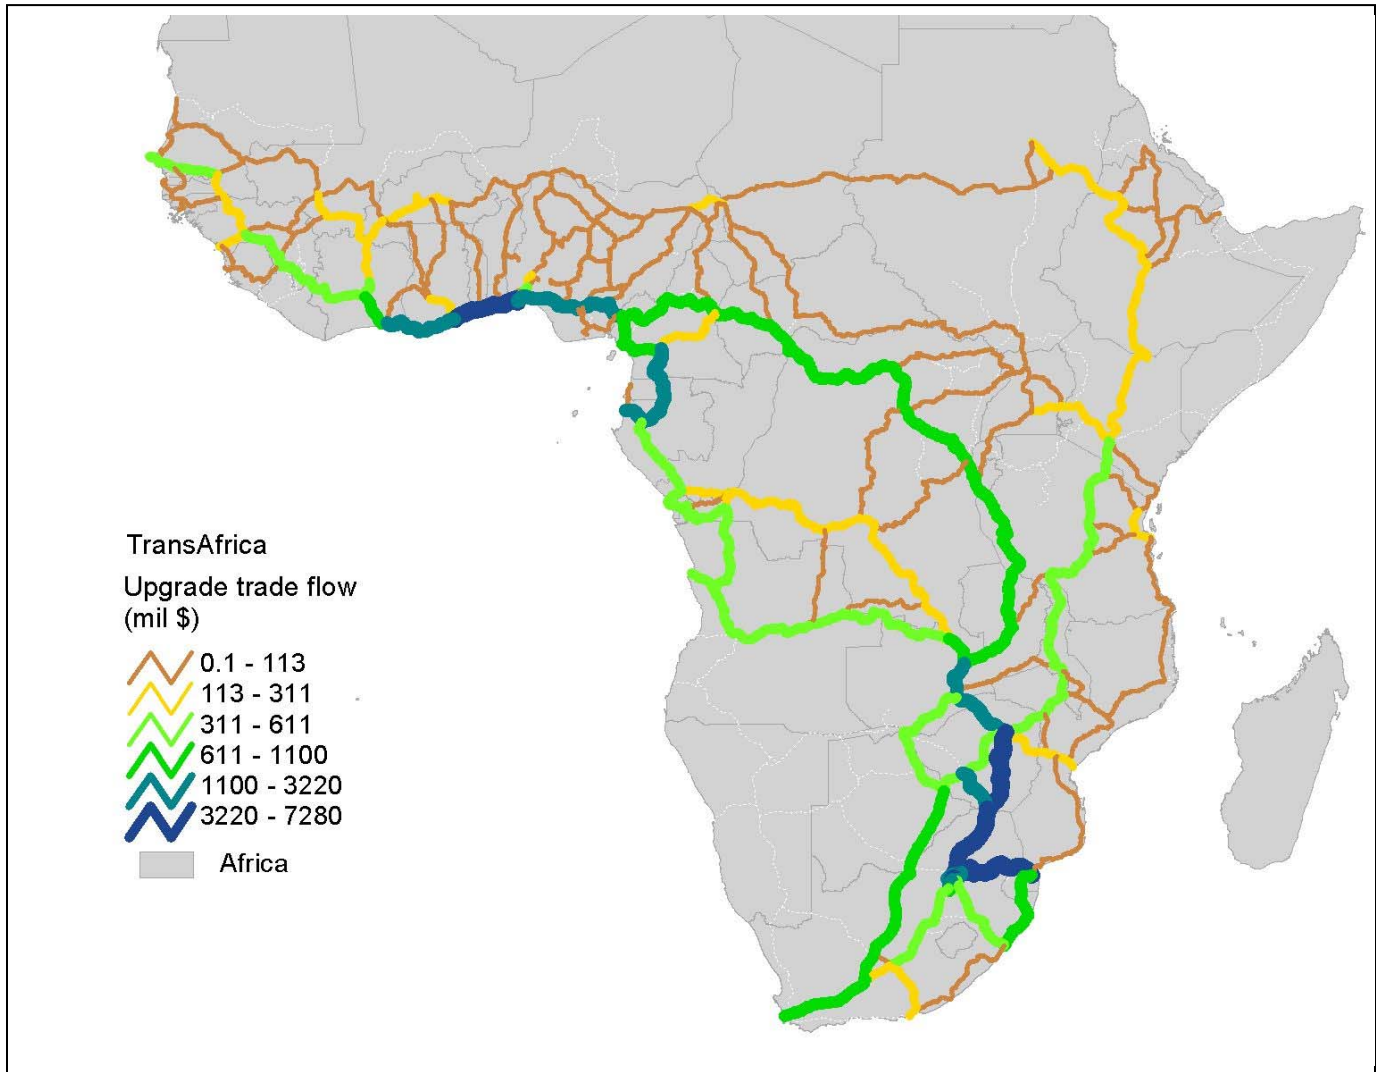 TransAfrica
Upgrade trade flow
(mil $)
0.1 - 113
113 - 311
311 - 611
611 - 1100
1100 - 3220
3220 - 7280
Africa